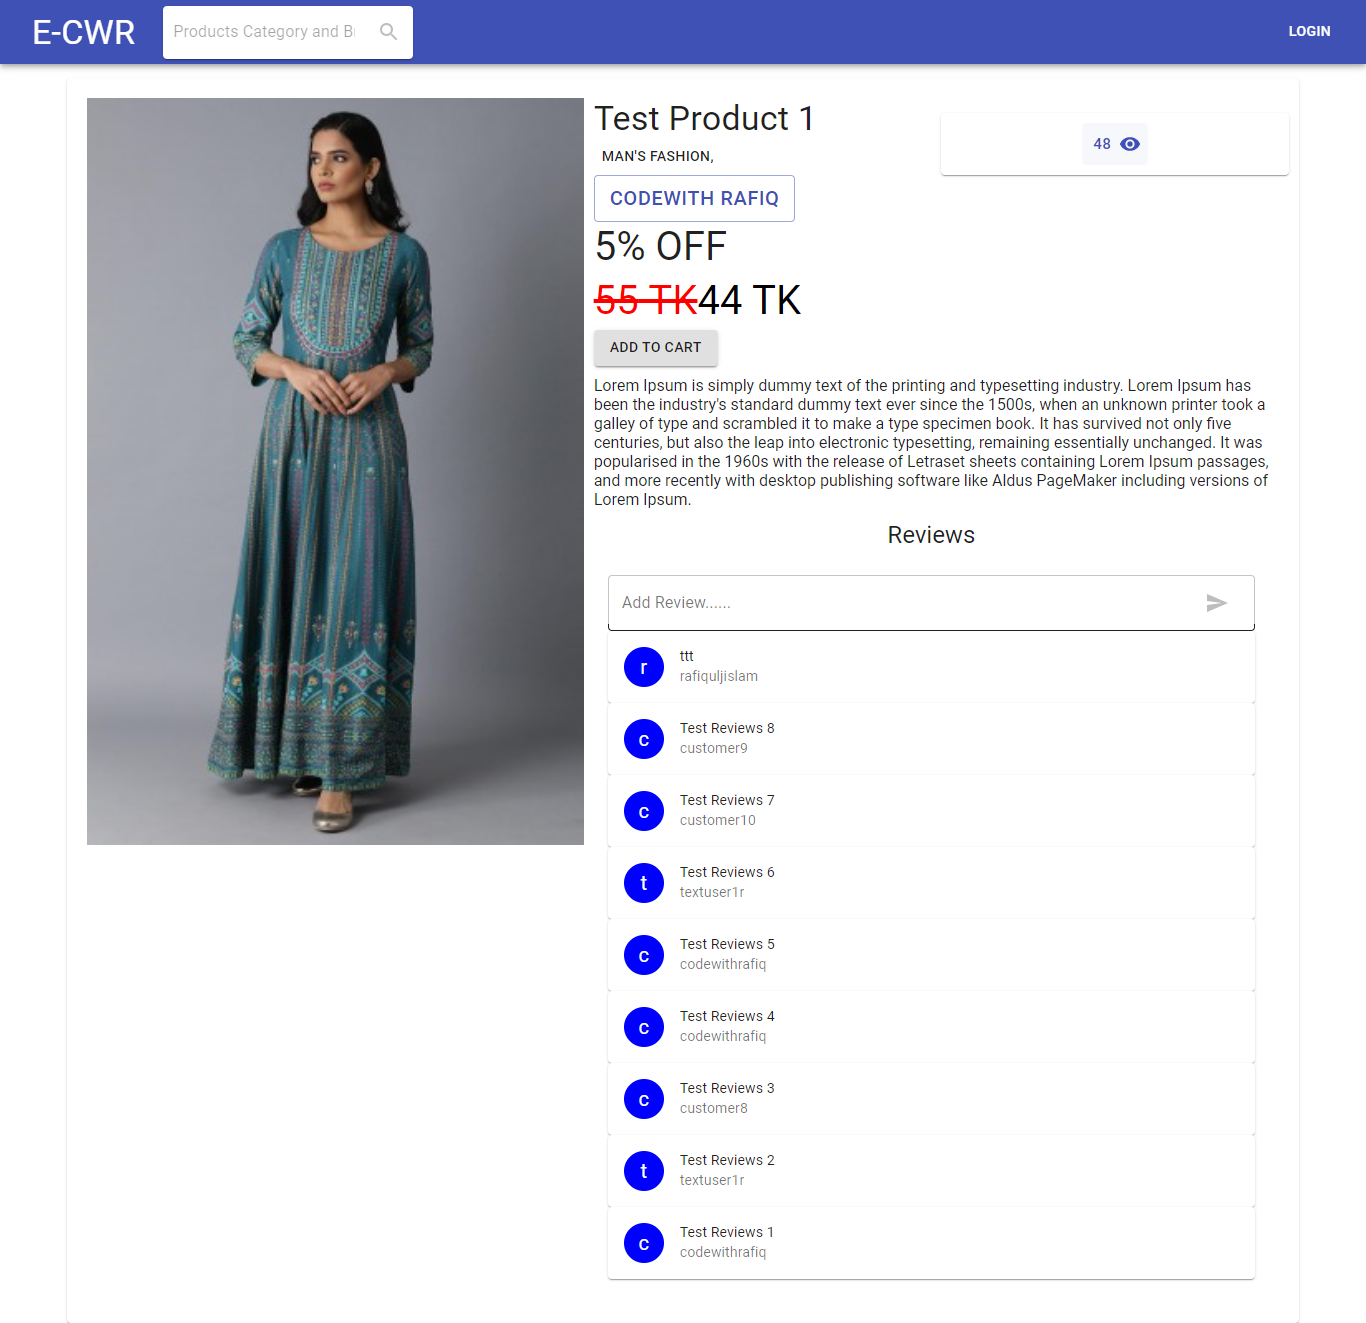 E-CWR
Products Category and B
LOGIN
Test Product 1
48
MAN'S FASHION,
CODEWITH RAFIQ
5% OFF
55 TK44 TK
ADD TO CART
Lorem Ipsum is simply dummy text of the printing and typesetting industry. Lorem Ipsum has
been the industry's standard dummy text ever since the 1500s, when an unknown printer took a
galley of type and scrambled it to make a type specimen book. It has survived not only five
centuries, but also the leap into electronic typesetting, remaining essentially unchanged. It was
popularised in the 1960s with the release of Letraset sheets containing Lorem Ipsum passages,
and more recently with desktop publishing software like Aldus PageMaker including versions of
Lorem Ipsum.
Reviews
Add Review......
r
ttt
rafiquljislam
c
Test Reviews 8
customer9
c
Test Reviews 7
customer10
t
Test Reviews 6
textuser1r
c
Test Reviews 5
codewithrafiq
c
Test Reviews 4
codewithrafiq
c
Test Reviews 3
customer8
t
Test Reviews 2
textuser1r
c
Test Reviews 1
codewithrafiq